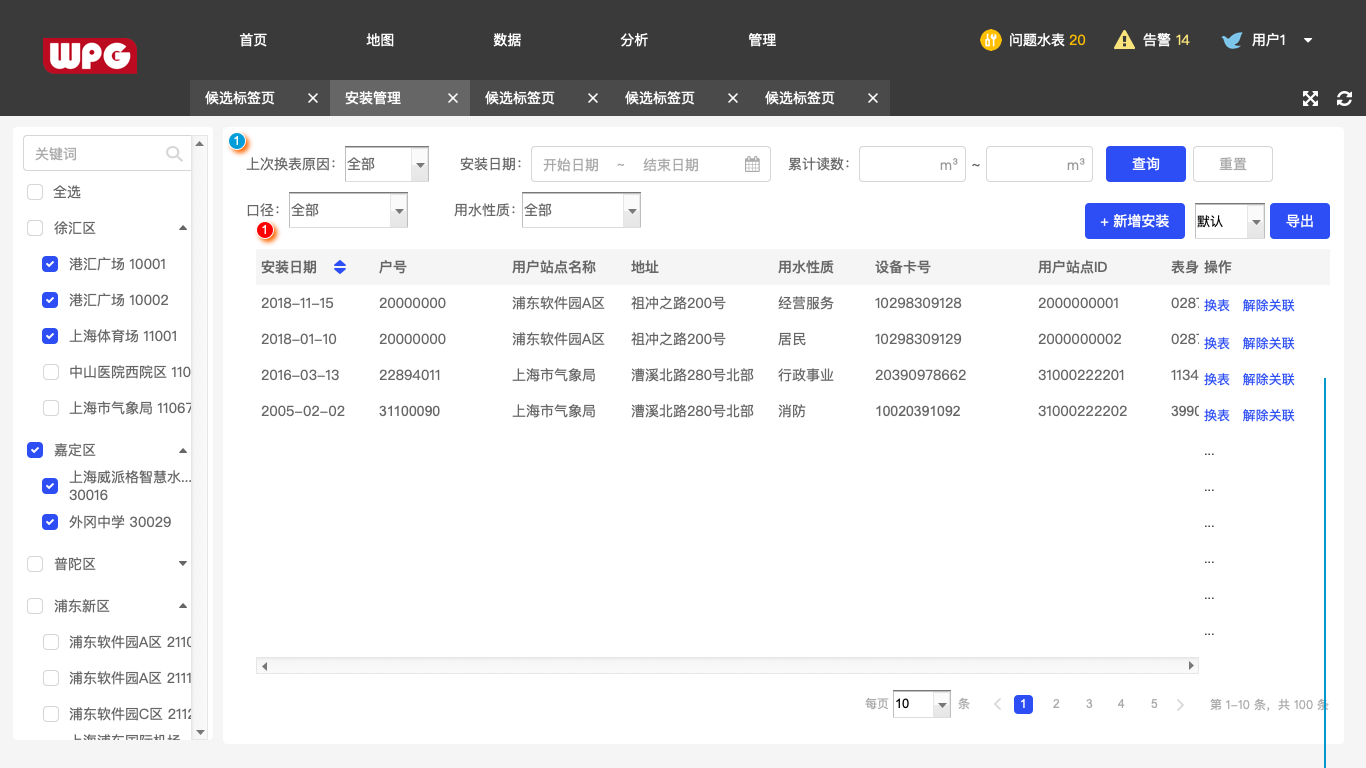 首页 地图 数据 分析 管理 问题水表 20 告警 14 用户1
WPG
候选标签页 安装管理 候选标签页 候选标签页 候选标签页
关键词
全选
徐汇区
港汇广场 10001
港汇广场 10002
上海体育场 11001
中山医院西院区 110
上海市气象局 11067
嘉定区
上海威派格智慧水...
30016
外冈中学 30029
普陀区
浦东新区
浦东软件园A区 2110
浦东软件园A区 2111
浦东软件园C区 2112
上海浦东国际机场
1
上次换表原因： 全部 安装日期： 开始日期 ~ 结束日期 累计读数： m³ ~ m³ 查询 重置
口径： 全部 用水性质： 全部
1
+ 新增安装 默认 导出
安装日期 户号 用户站点名称 地址 用水性质 设备卡号 用户站点ID 表身 操作
2018-11-15 20000000 浦东软件园A区 祖冲之路200号 经营服务 10298309128 2000000001 0287 换表 解除关联
2018-01-10 20000000 浦东软件园A区 祖冲之路200号 居民 10298309129 2000000002 0287 换表 解除关联
2016-03-13 22894011 上海市气象局 漕溪北路280号北部 行政事业 20390978662 31000222201 1134 换表 解除关联
2005-02-02 31100090 上海市气象局 漕溪北路280号北部 消防 10020391092 31000222202 3990 换表 解除关联
...
...
...
...
...
...
每页 10 条 1 2 3 4 5 第 1-10 条，共 100 条